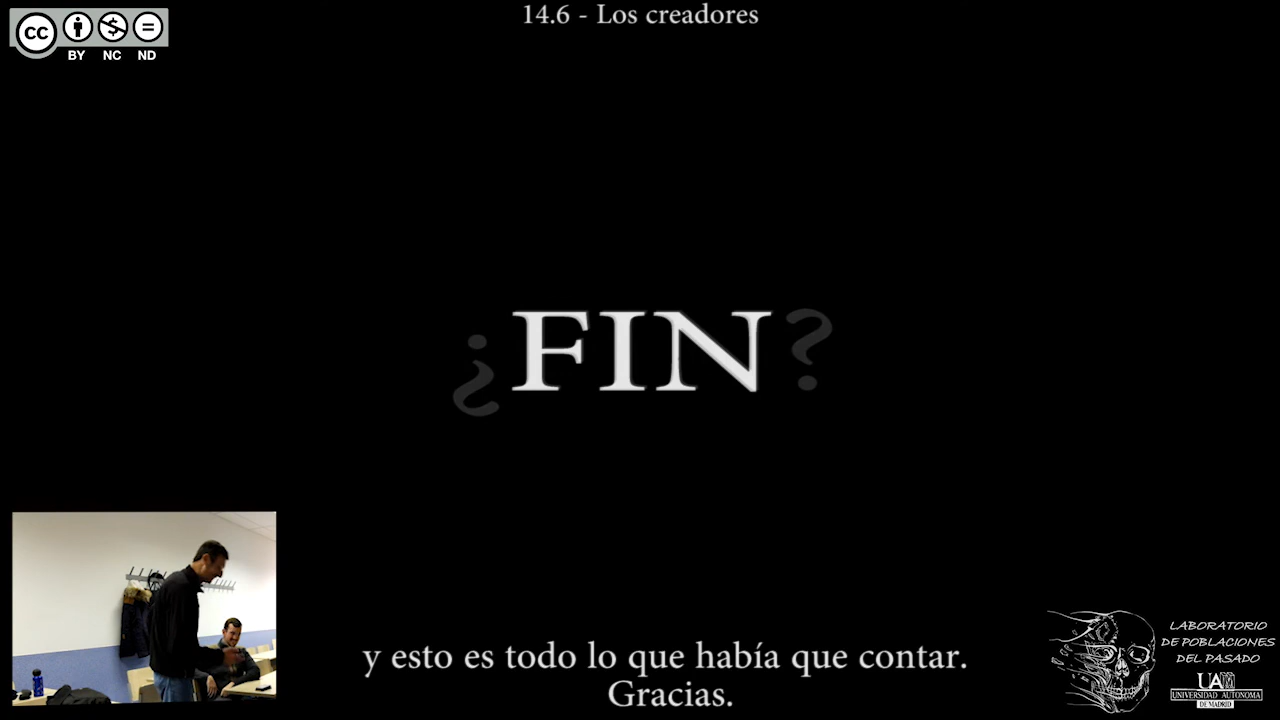 14.6 - Los creadores
CC
BY NC ND
¿FIN?
y esto es todo lo que había que contar.
Gracias.
LABORATORIO
DE POBLACIONES
DEL PASADO
UAM
UNIVERSIDAD AUTONOMA
DE MADRID